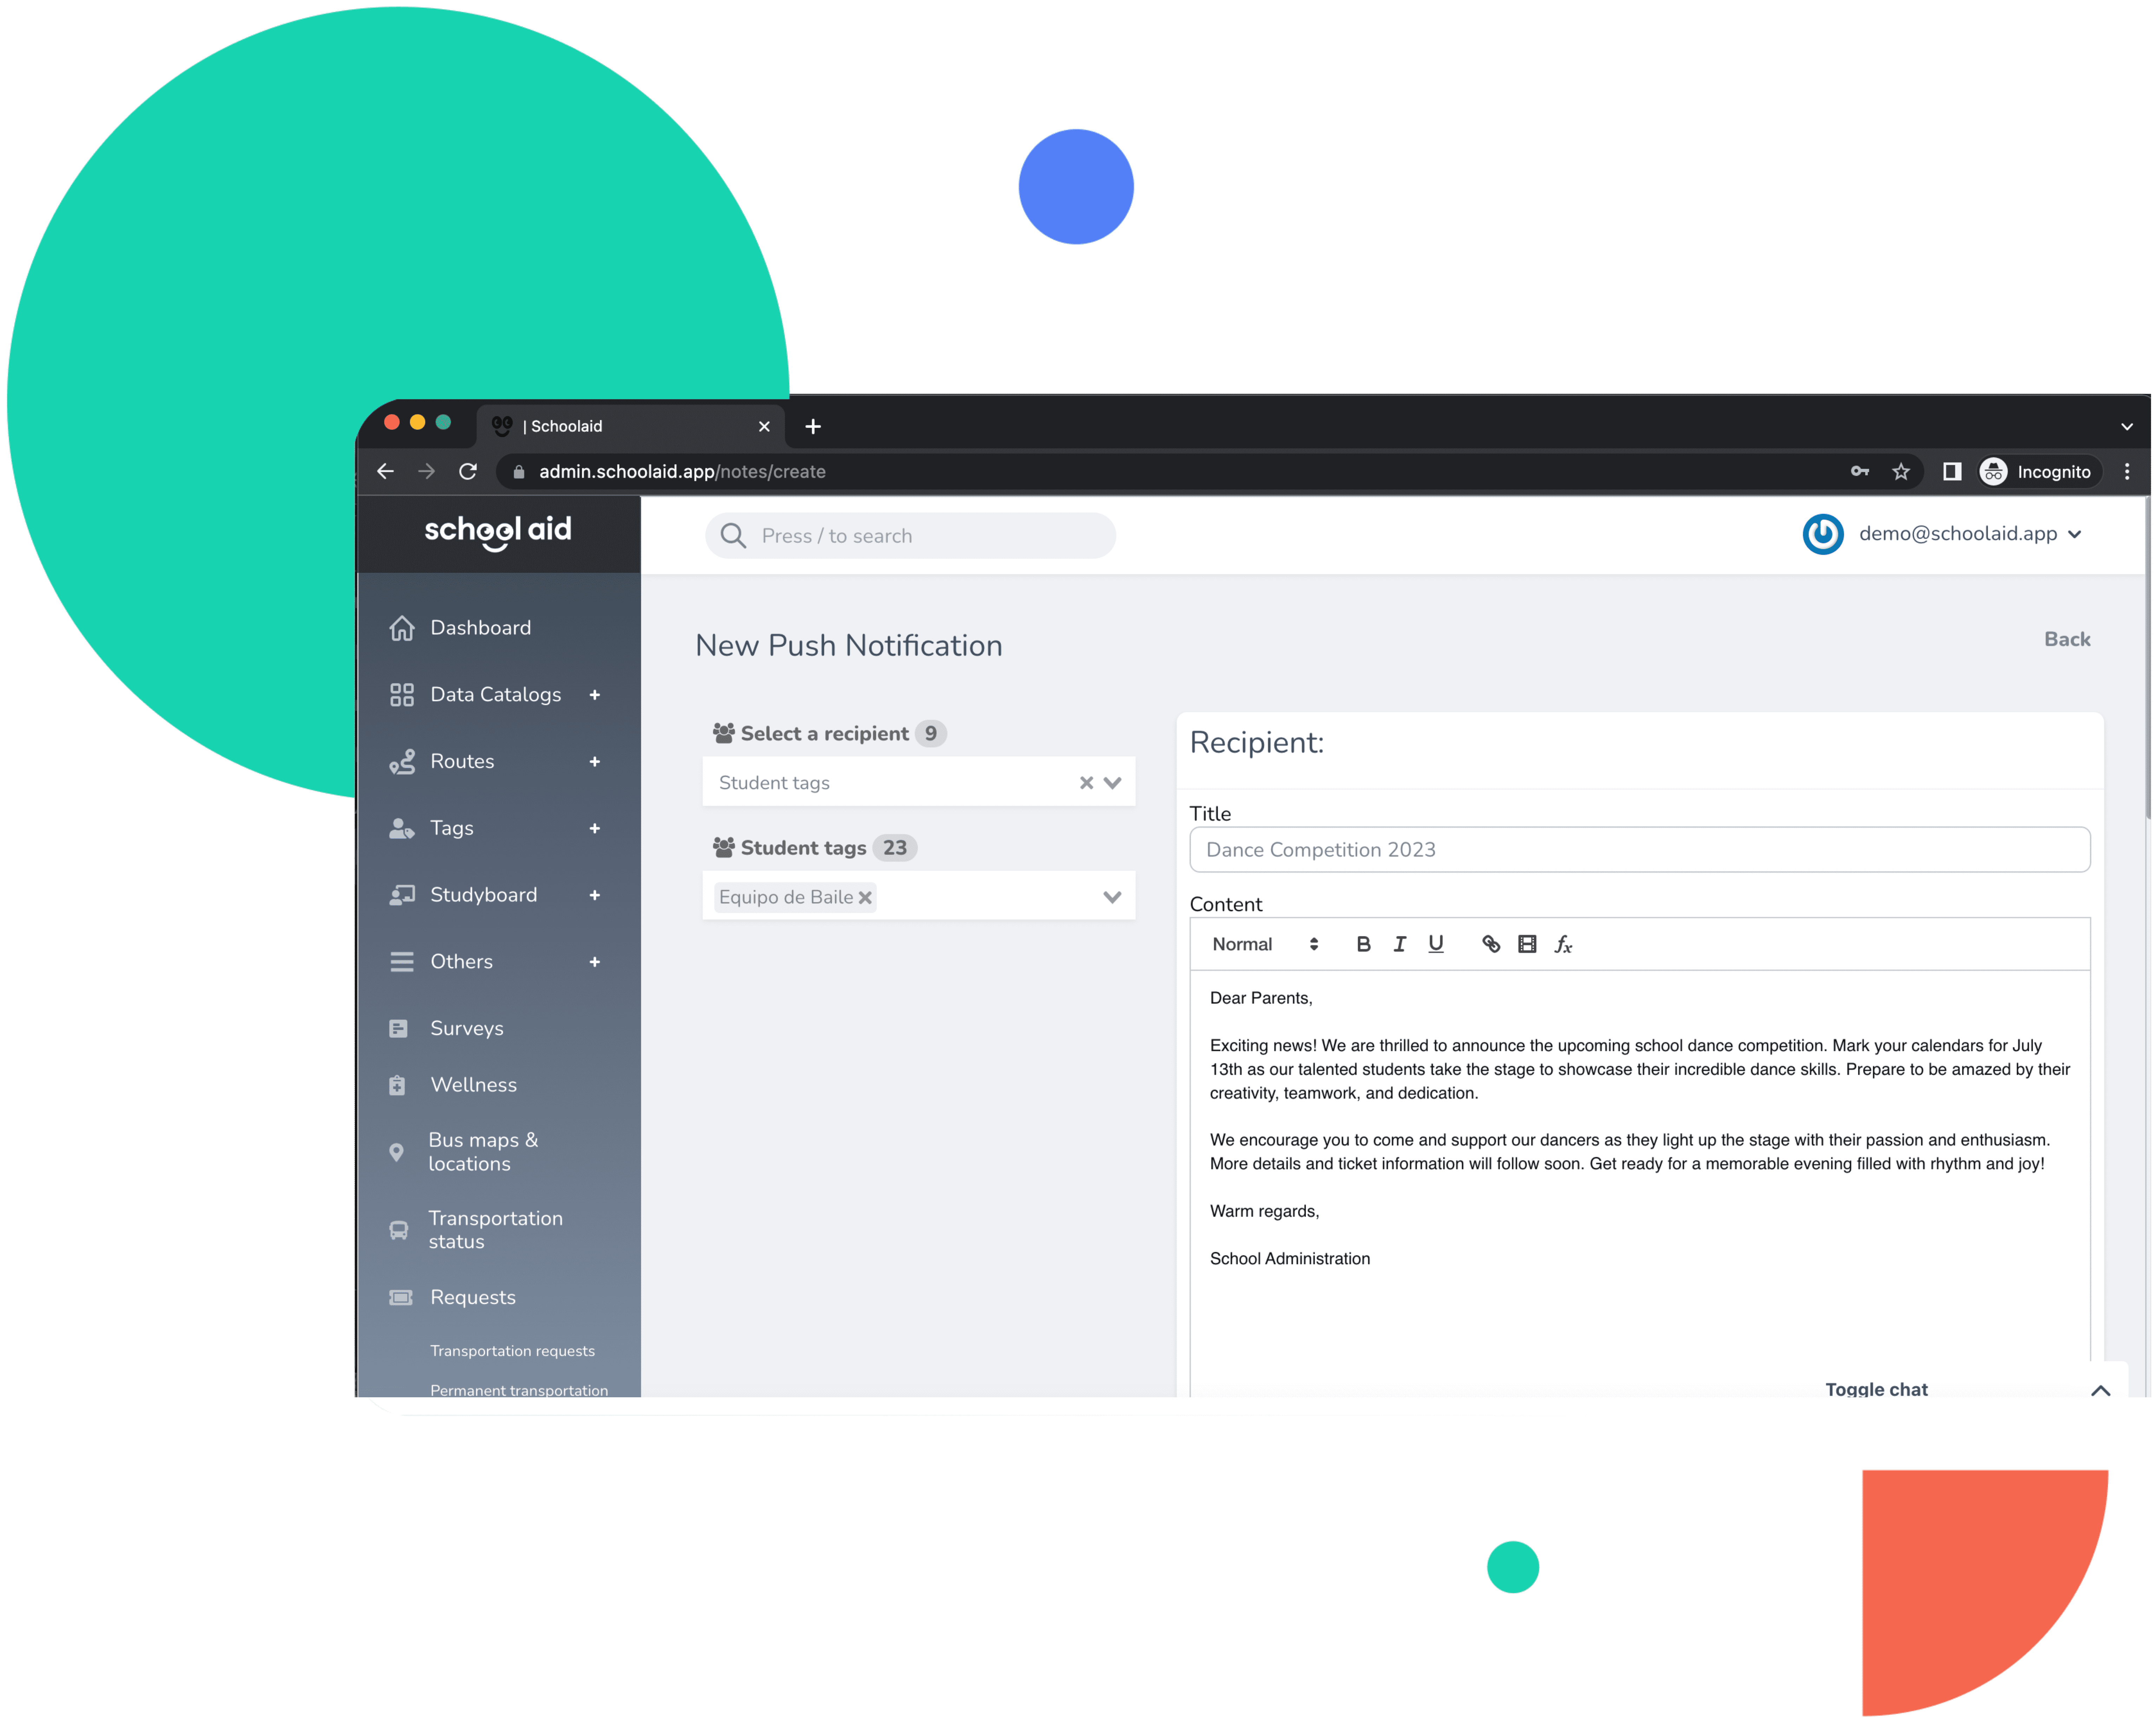 | Schoolaid
admin.schoolaid.app/notes/create
Incognito
school aid
Press / to search
demo@schoolaid.app
Dashboard
Data Catalogs +
Routes +
Tags +
Studyboard +
Others +
Surveys
Wellness
Bus maps &
locations
Transportation
status
Requests
Transportation requests
Permanent transportation
New Push Notification
Back
Select a recipient 9
Student tags
Student tags 23
Equipo de Baile
Recipient:
Title
Dance Competition 2023
Content
Normal B I U fx
Dear Parents,
Exciting news! We are thrilled to announce the upcoming school dance competition. Mark your calendars for July
13th as our talented students take the stage to showcase their incredible dance skills. Prepare to be amazed by their
creativity, teamwork, and dedication.
We encourage you to come and support our dancers as they light up the stage with their passion and enthusiasm.
More details and ticket information will follow soon. Get ready for a memorable evening filled with rhythm and joy!
Warm regards,
School Administration
Toggle chat